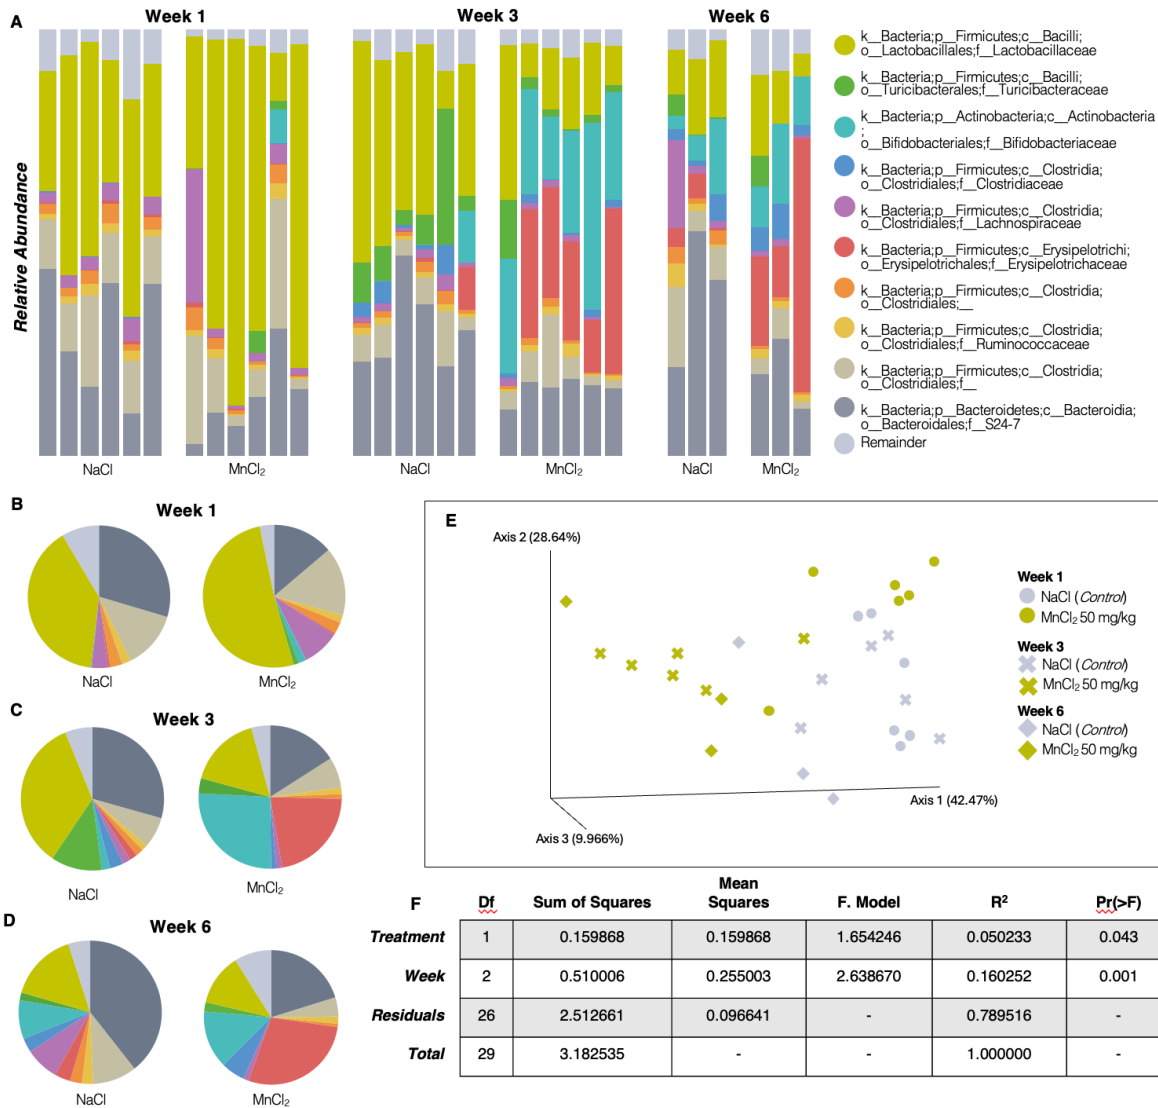 A
Week 1
Week 3
Week 6
Relative Abundance
NaCl
MnCl₂
NaCl
MnCl₂
NaCl
MnCl₂
k__Bacteria;p__Firmicutes;c__Bacilli;
o__Lactobacillales;f__Lactobacillaceae
k__Bacteria;p__Firmicutes;c__Bacilli;
o__Turicibacterales;f__Turicibacteraceae
k__Bacteria;p__Actinobacteria;c__Actinobacteria
;
o__Bifidobacteriales;f__Bifidobacteriaceae
k__Bacteria;p__Firmicutes;c__Clostridia;
o__Clostridiales;f__Clostridiaceae
k__Bacteria;p__Firmicutes;c__Clostridia;
o__Clostridiales;f__Lachnospiraceae
k__Bacteria;p__Firmicutes;c__Erysipelotrichi;
o__Erysipelotrichales;f__Erysipelotrichaceae
k__Bacteria;p__Firmicutes;c__Clostridia;
o__Clostridiales;__
k__Bacteria;p__Firmicutes;c__Clostridia;
o__Clostridiales;f__Ruminococcaceae
k__Bacteria;p__Firmicutes;c__Clostridia;
o__Clostridiales;f__
k__Bacteria;p__Bacteroidetes;c__Bacteroidia;
o__Bacteroidales;f__S24-7
Remainder
B
Week 1
NaCl
MnCl₂
C
Week 3
NaCl
MnCl₂
D
Week 6
NaCl
MnCl₂
E
Axis 2 (28.64%)
Axis 1 (42.47%)
Axis 3 (9.966%)
Week 1
NaCl (Control)
MnCl₂ 50 mg/kg
Week 3
NaCl (Control)
MnCl₂ 50 mg/kg
Week 6
NaCl (Control)
MnCl₂ 50 mg/kg
F
Df Sum of Squares Mean Squares F. Model R² Pr(>F)
Treatment 1 0.159868 0.159868 1.654246 0.050233 0.043
Week 2 0.510006 0.255003 2.638670 0.160252 0.001
Residuals 26 2.512661 0.096641 - 0.789516 -
Total 29 3.182535 - - 1.000000 -